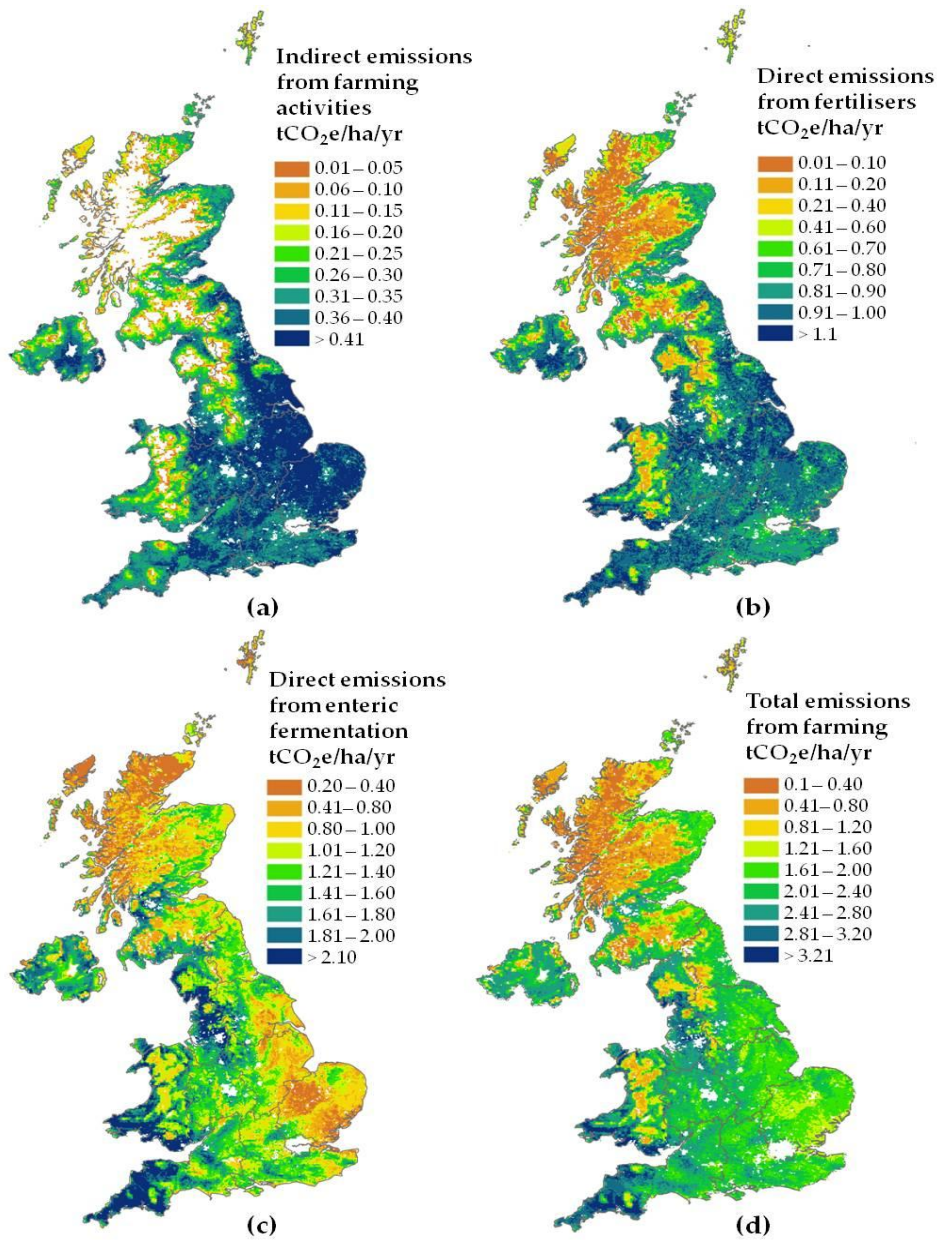 Indirect emissions
from farming
activities
tCO₂e/ha/yr
0.01 – 0.05
0.06 – 0.10
0.11 – 0.15
0.16 – 0.20
0.21 – 0.25
0.26 – 0.30
0.31 – 0.35
0.36 – 0.40
> 0.41
(a)
Direct emissions
from fertilisers
tCO₂e/ha/yr
0.01 – 0.10
0.11 – 0.20
0.21 – 0.40
0.41 – 0.60
0.61 – 0.70
0.71 – 0.80
0.81 – 0.90
0.91 – 1.00
> 1.1
(b)
Direct emissions
from enteric
fermentation
tCO₂e/ha/yr
0.20 – 0.40
0.41 – 0.80
0.80 – 1.00
1.01 – 1.20
1.21 – 1.40
1.41 – 1.60
1.61 – 1.80
1.81 – 2.00
> 2.10
(c)
Total emissions
from farming
tCO₂e/ha/yr
0.1 – 0.40
0.41 – 0.80
0.81 – 1.20
1.21 – 1.60
1.61 – 2.00
2.01 – 2.40
2.41 – 2.80
2.81 – 3.20
> 3.21
(d)